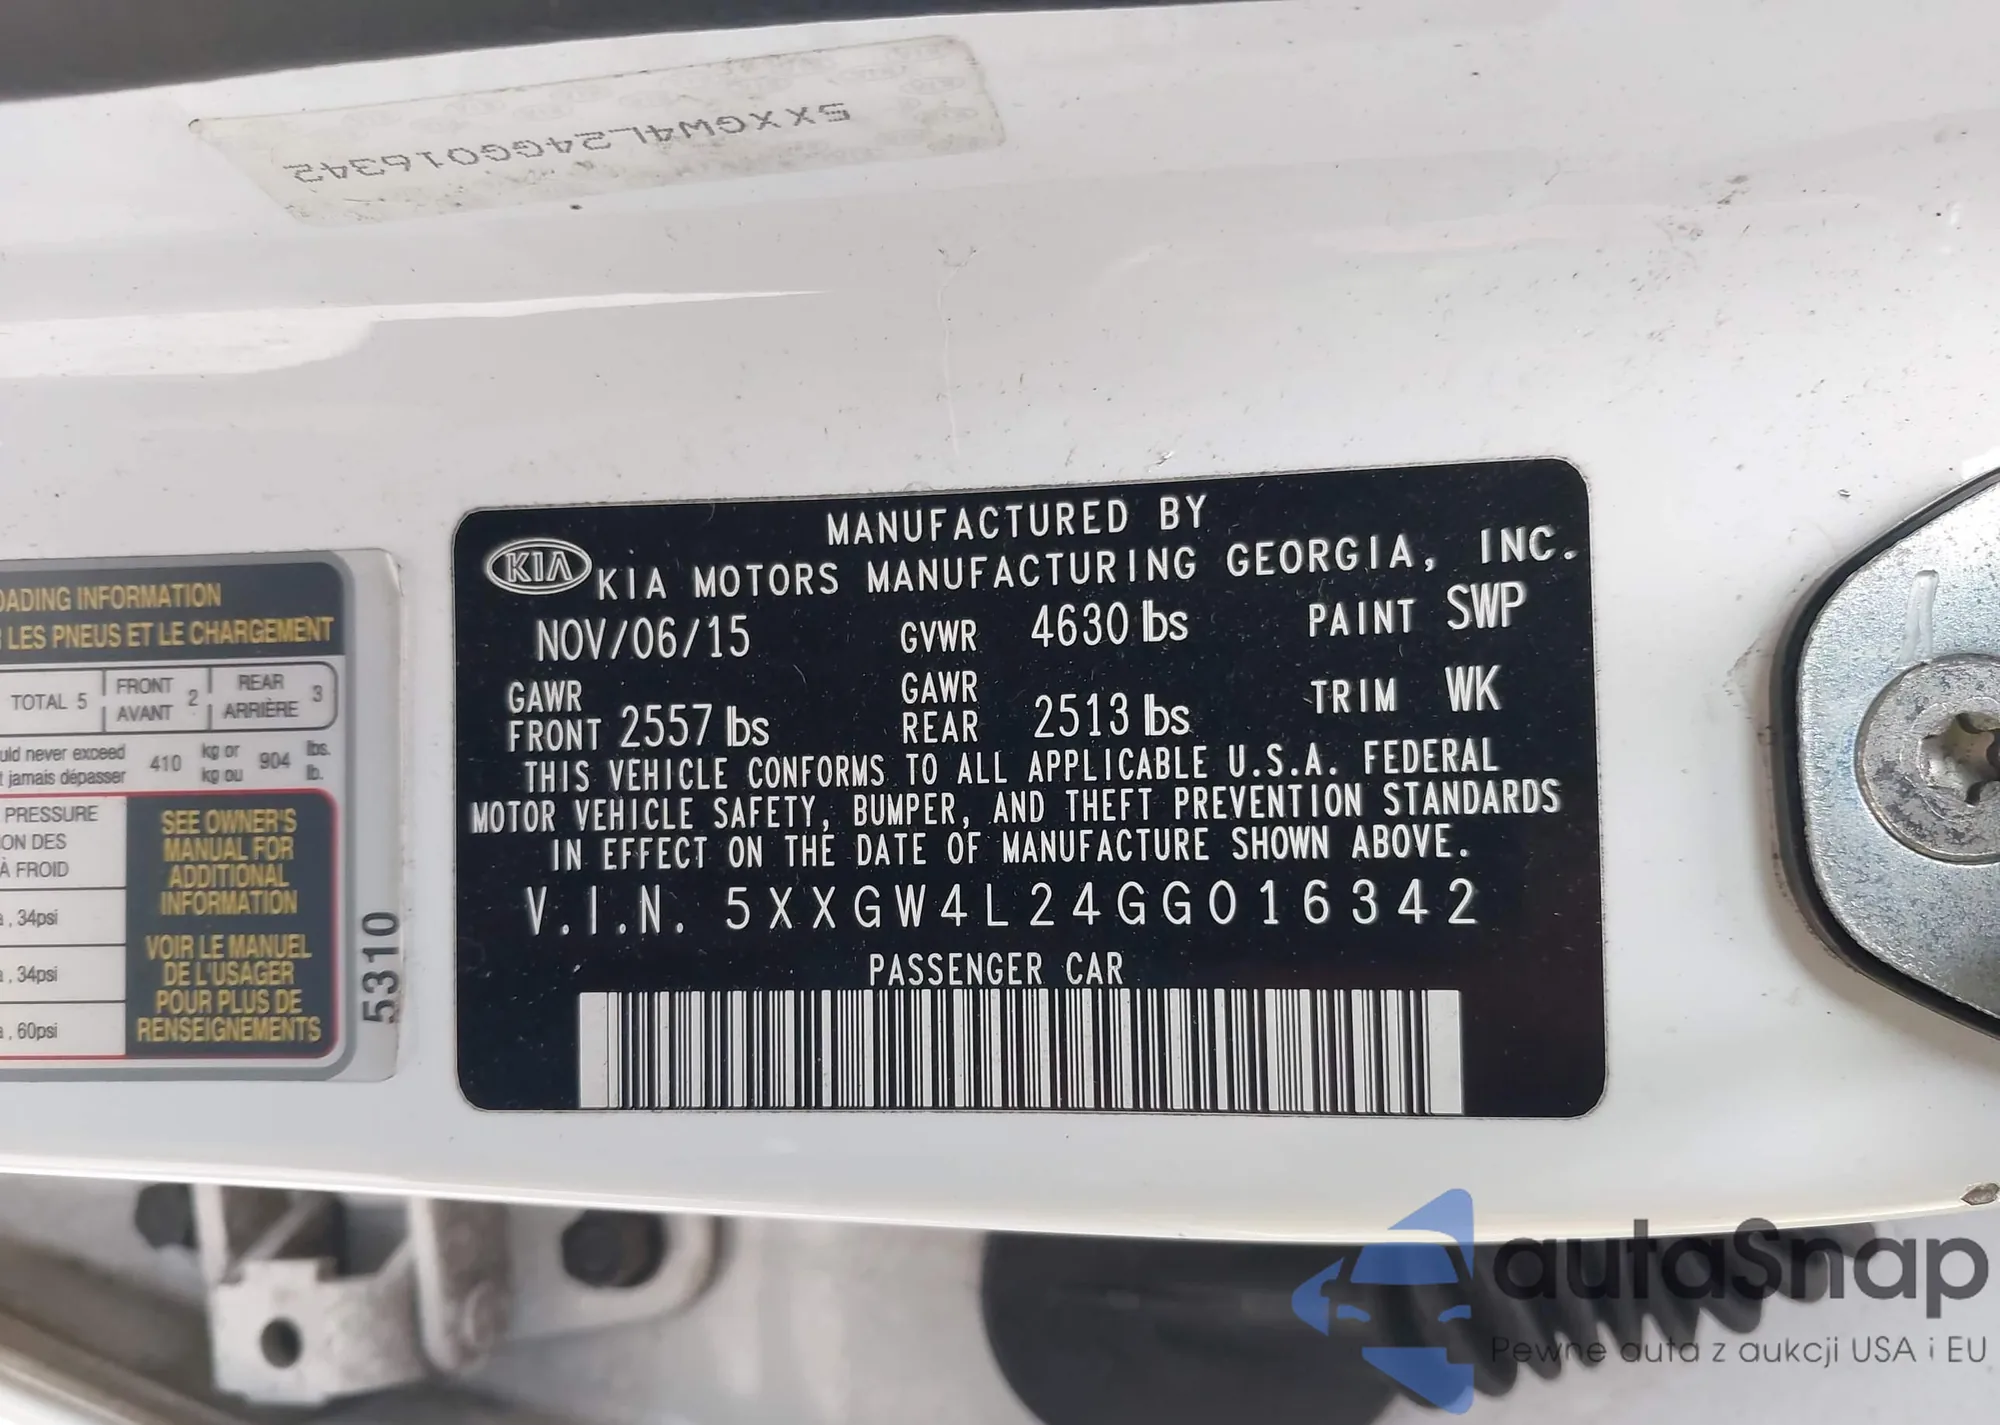 5XXGW4L24GG016342
MANUFACTURED BY
KIA KIA MOTORS MANUFACTURING GEORGIA, INC.
NOV/06/15 GVWR 4630 lbs PAINT SWP
GAWR FRONT 2557 lbs GAWR REAR 2513 lbs TRIM WK
THIS VEHICLE CONFORMS TO ALL APPLICABLE U.S.A. FEDERAL
MOTOR VEHICLE SAFETY, BUMPER, AND THEFT PREVENTION STANDARDS
IN EFFECT ON THE DATE OF MANUFACTURE SHOWN ABOVE.
V.I.N. 5XXGW4L24GG016342
PASSENGER CAR
OADING INFORMATION
LES PNEUS ET LE CHARGEMENT
TOTAL 5 FRONT AVANT 2 REAR ARRIÈRE 3
uld never exceed 410 kg or 904 lbs.
t jamais dépasser kg ou lb.
PRESSURE
ON DES
À FROID
, 34psi
, 34psi
, 60psi
SEE OWNER'S
MANUAL FOR
ADDITIONAL
INFORMATION
VOIR LE MANUEL
DE L'USAGER
POUR PLUS DE
RENSEIGNEMENTS
5310
autaSnap
Pewne auta z aukcji USA i EU